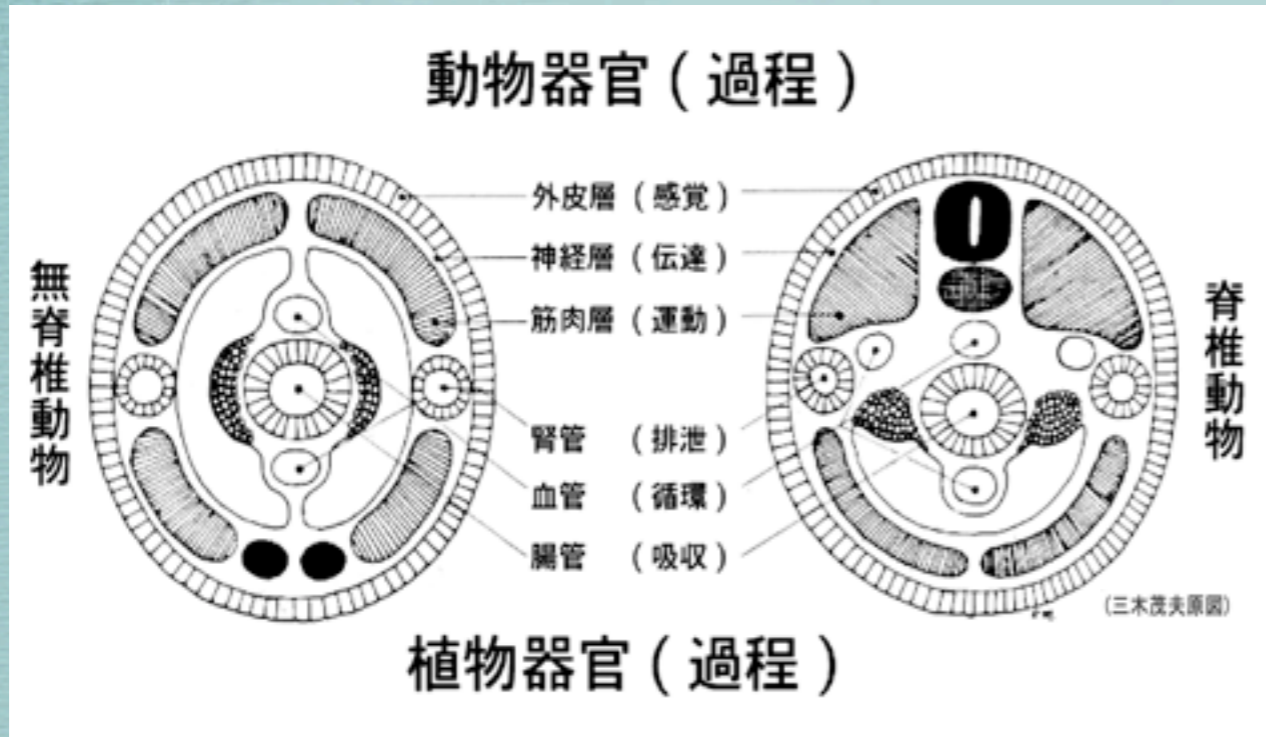 動物器官（過程）
無脊椎動物
外皮層（感覚）
神経層（伝達）
筋肉層（運動）
腎管（排泄）
血管（循環）
腸管（吸収）
脊椎動物
（三木茂夫原図）
植物器官（過程）